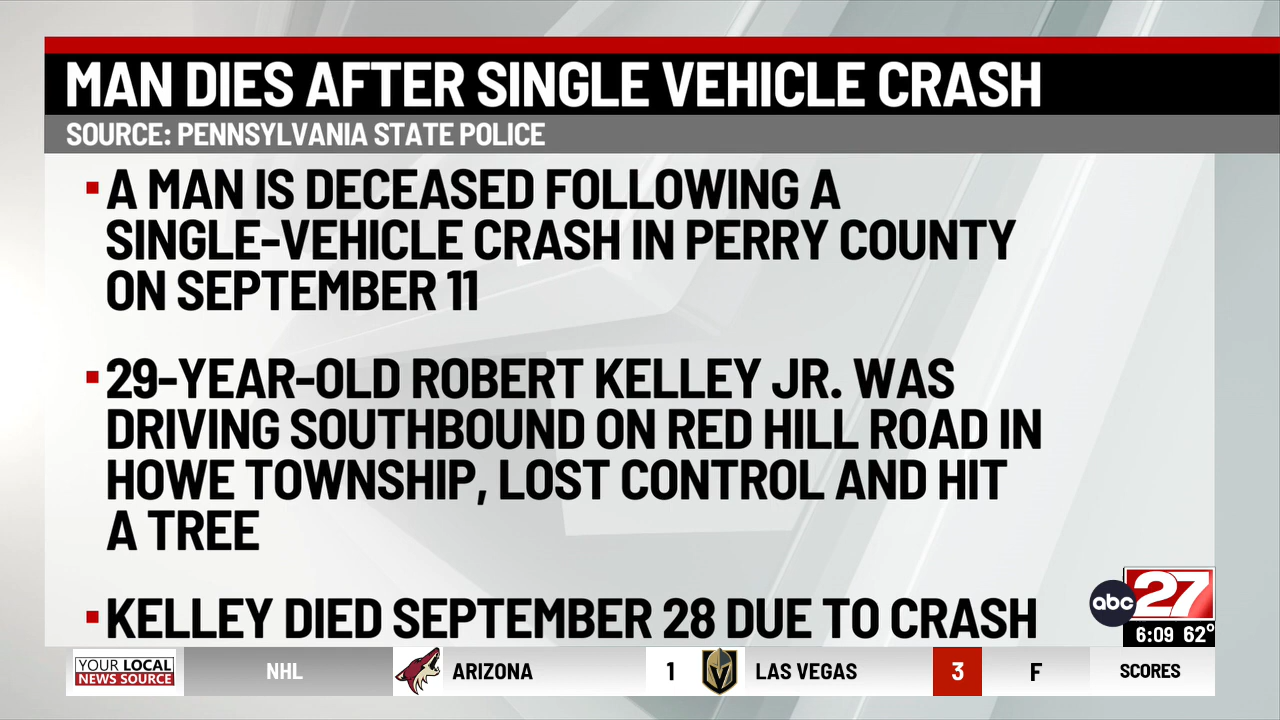 MAN DIES AFTER SINGLE VEHICLE CRASH
SOURCE: PENNSYLVANIA STATE POLICE
A MAN IS DECEASED FOLLOWING A
SINGLE-VEHICLE CRASH IN PERRY COUNTY
ON SEPTEMBER 11
29-YEAR-OLD ROBERT KELLEY JR. WAS
DRIVING SOUTHBOUND ON RED HILL ROAD IN
HOWE TOWNSHIP, LOST CONTROL AND HIT
A TREE
KELLEY DIED SEPTEMBER 28 DUE TO CRASH
abc 27
6:09 62°
YOUR LOCAL
NEWS SOURCE
NHL ARIZONA 1 LAS VEGAS 3 F SCORES